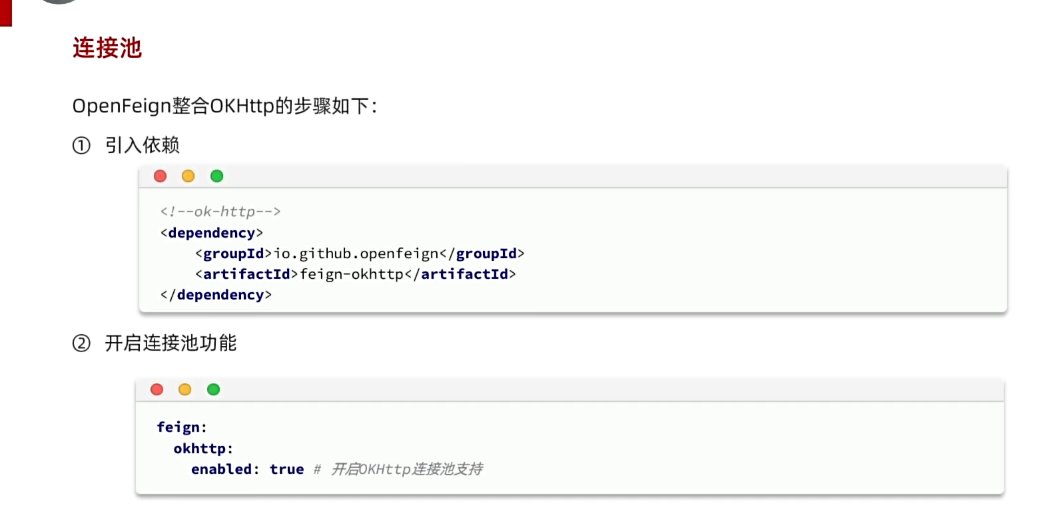 连接池
OpenFeign整合OKHttp的步骤如下：
① 引入依赖
<!--ok-http-->
<dependency>
    <groupId>io.github.openfeign</groupId>
    <artifactId>feign-okhttp</artifactId>
</dependency>
② 开启连接池功能
feign:
  okhttp:
    enabled: true # 开启OKHttp连接池支持